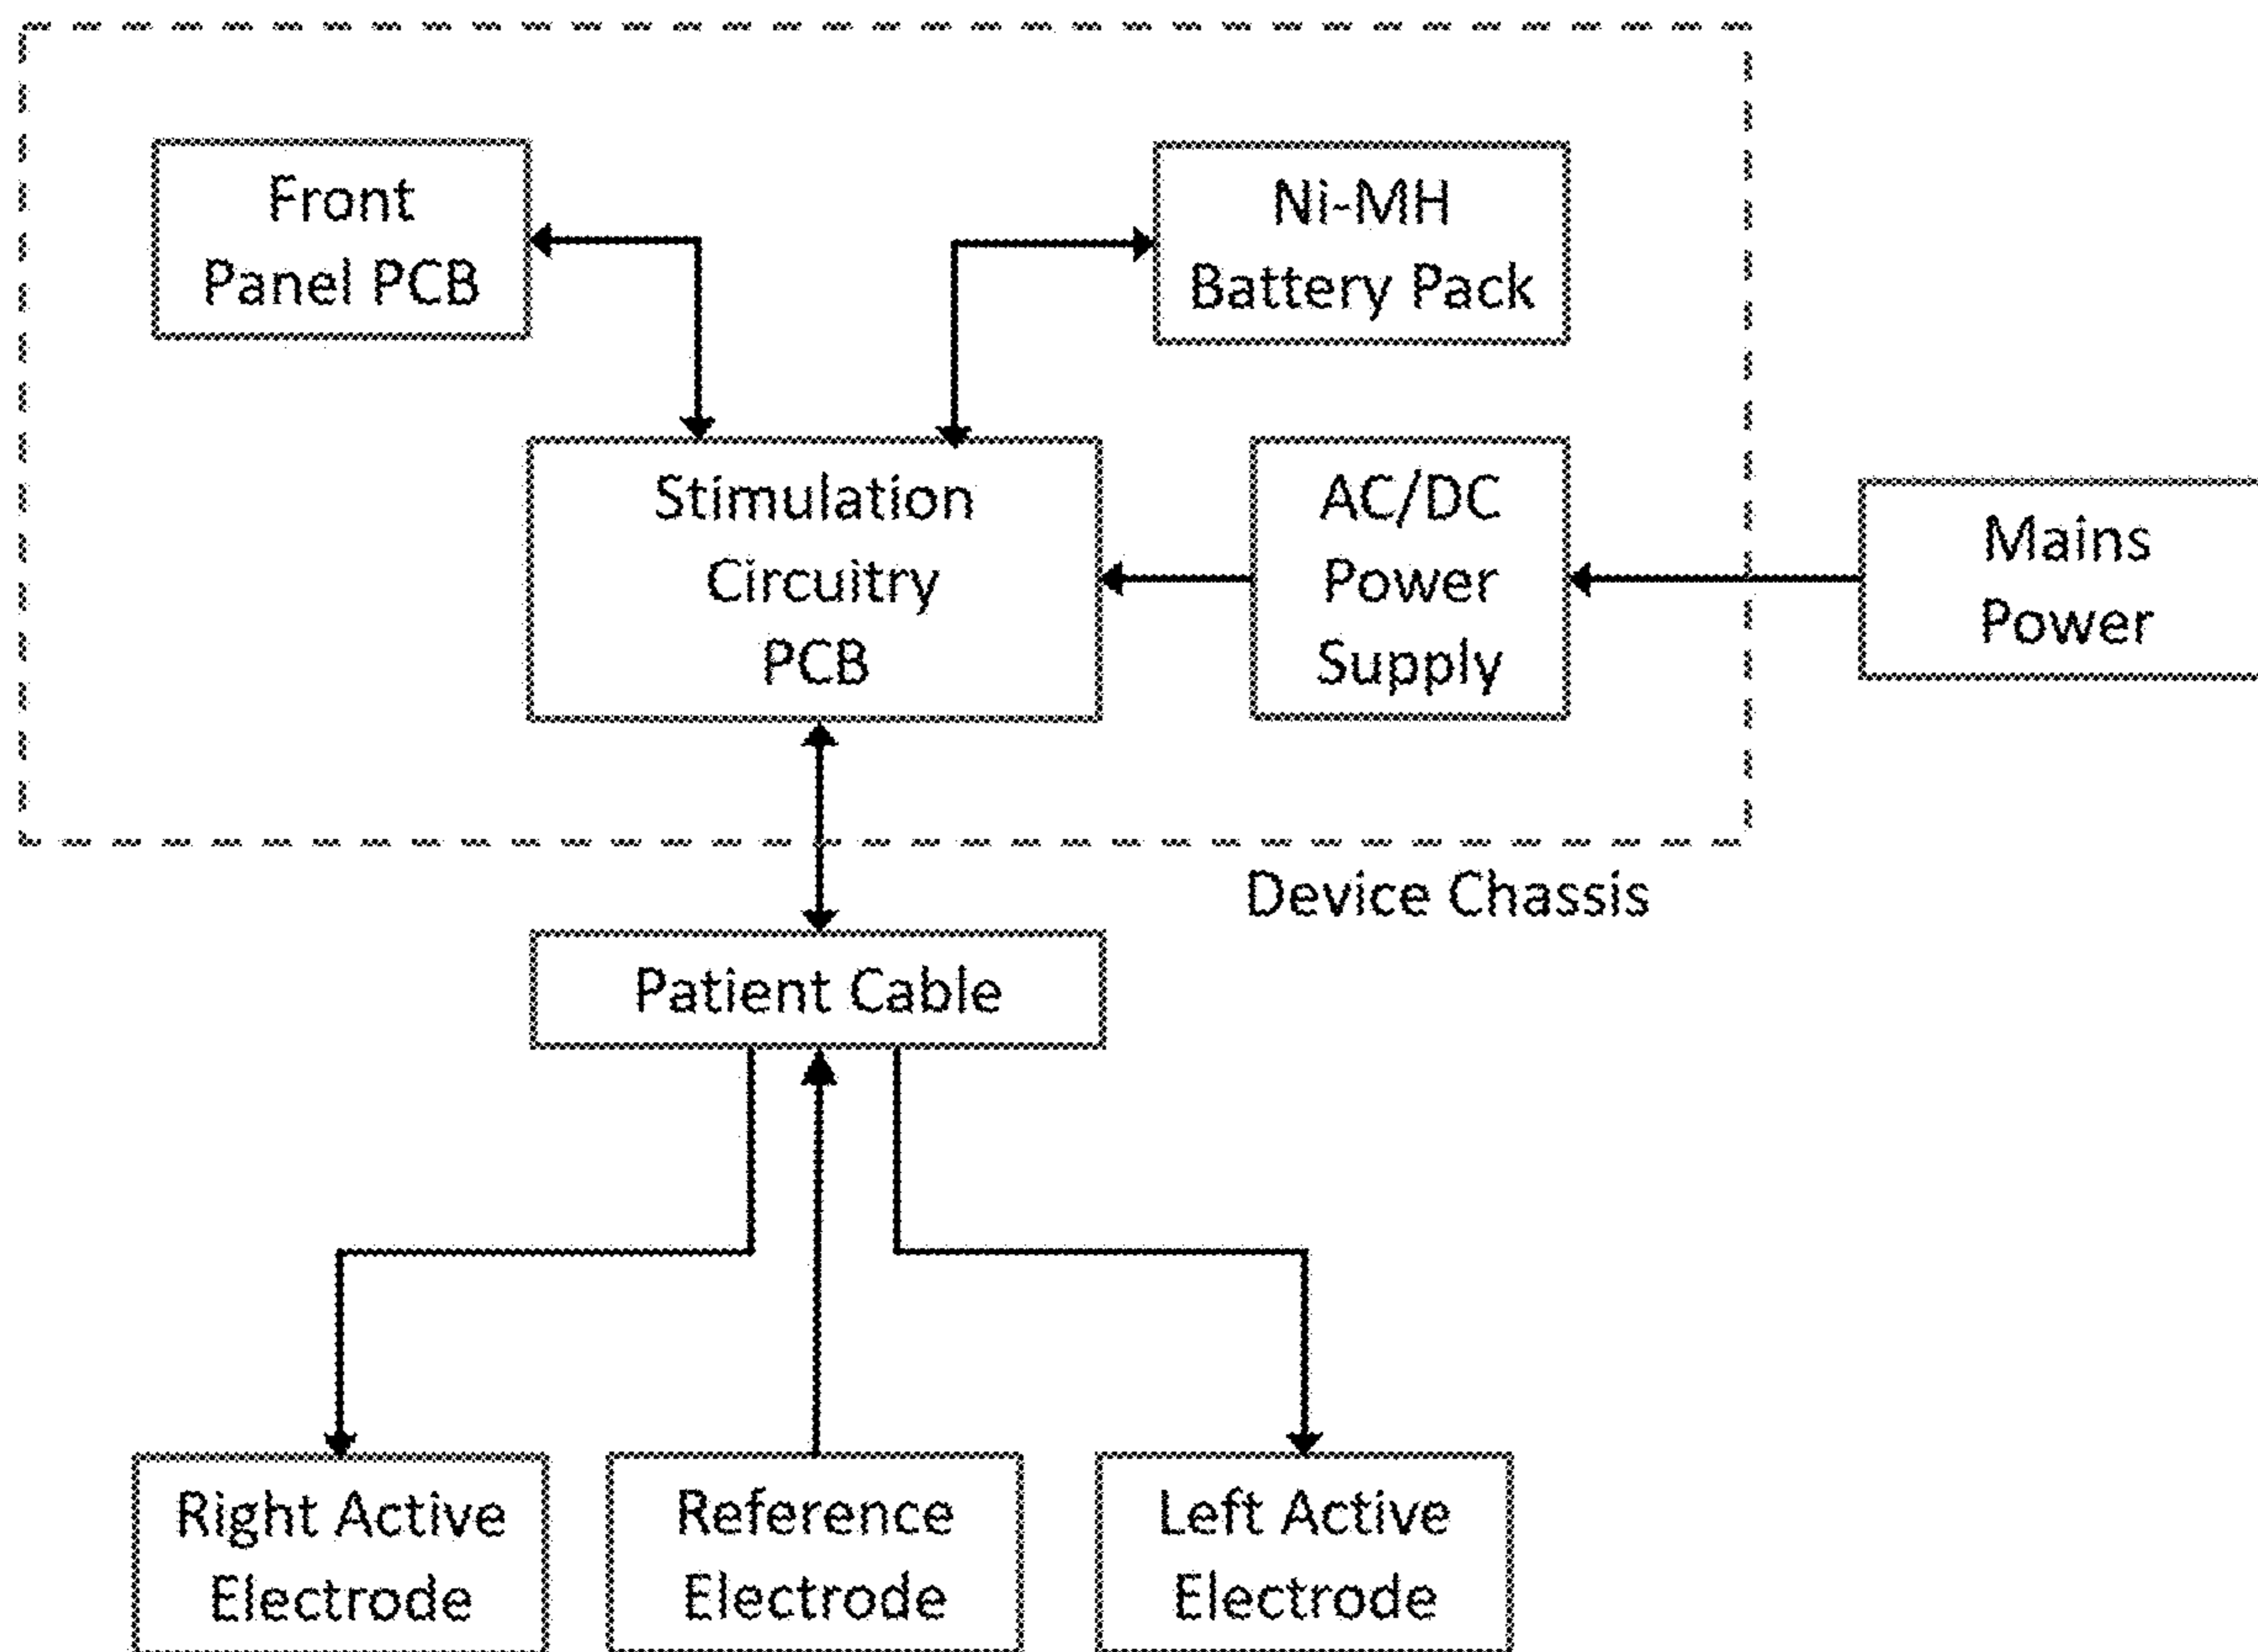 Front
Panel PCB
Ni-MH
Battery Pack
Stimulation
Circuitry
PCB
AC/DC
Power
Supply
Mains
Power
Device Chassis
Patient Cable
Right Active
Electrode
Reference
Electrode
Left Active
Electrode